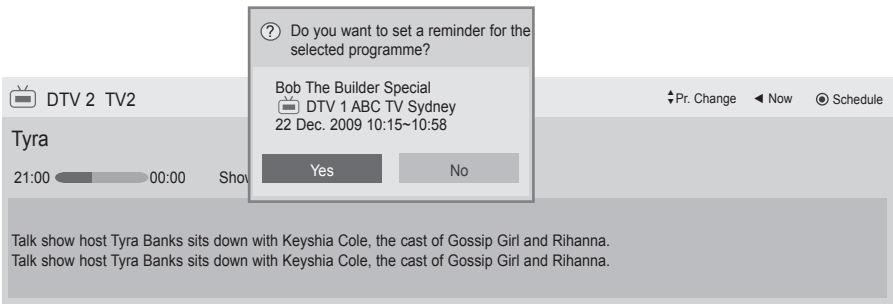 ? Do you want to set a reminder for the
selected programme?
Bob The Builder Special
DTV 1 ABC TV Sydney
22 Dec. 2009 10:15~10:58
Yes No
DTV 2 TV2 Pr. Change ◀ Now ◉ Schedule
Tyra
21:00 00:00 Show
Talk show host Tyra Banks sits down with Keyshia Cole, the cast of Gossip Girl and Rihanna.
Talk show host Tyra Banks sits down with Keyshia Cole, the cast of Gossip Girl and Rihanna.